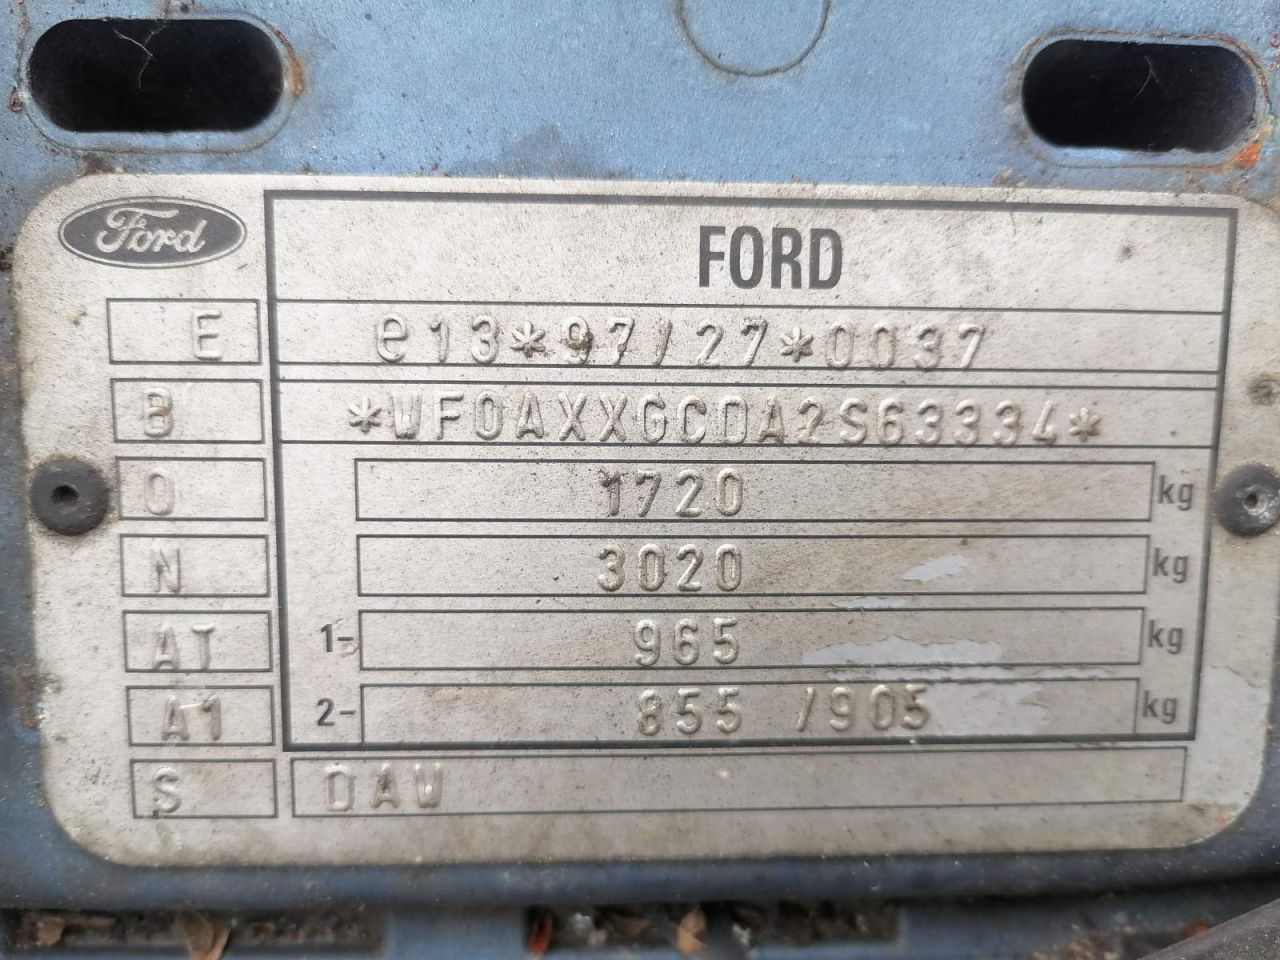 Ford
FORD
E e13*97/27*0037
B *WF0AXXGCDA2S63334*
O 1720 kg
N 3020 kg
AT 1- 965 kg
A1 2- 855 /905 kg
S DAW